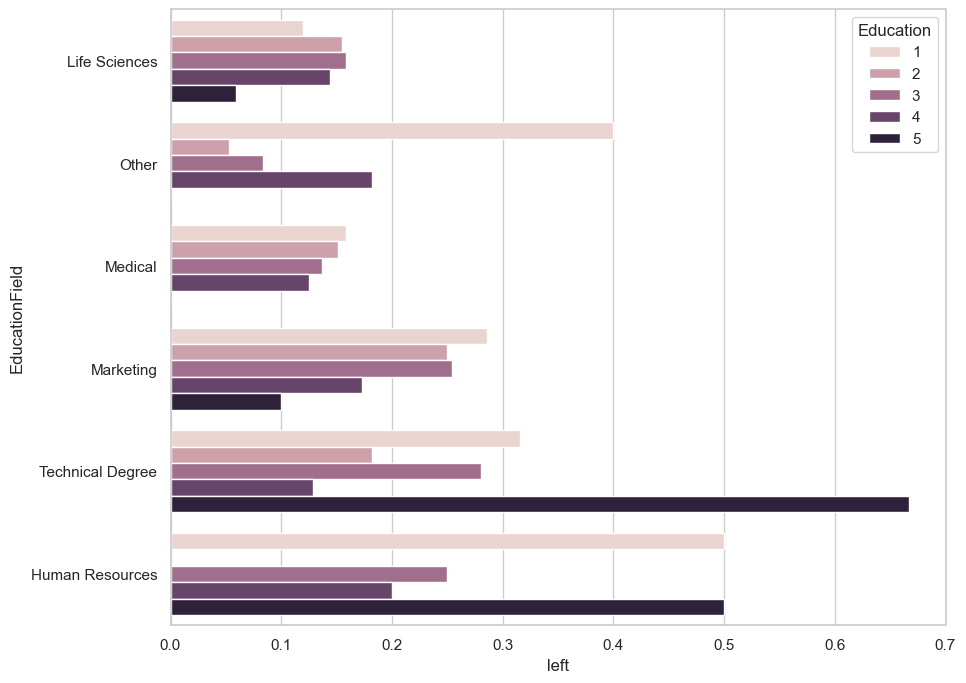 Education
1
2
3
4
5
EducationField
Life Sciences
Other
Medical
Marketing
Technical Degree
Human Resources
0.0 0.1 0.2 0.3 0.4 0.5 0.6 0.7
left